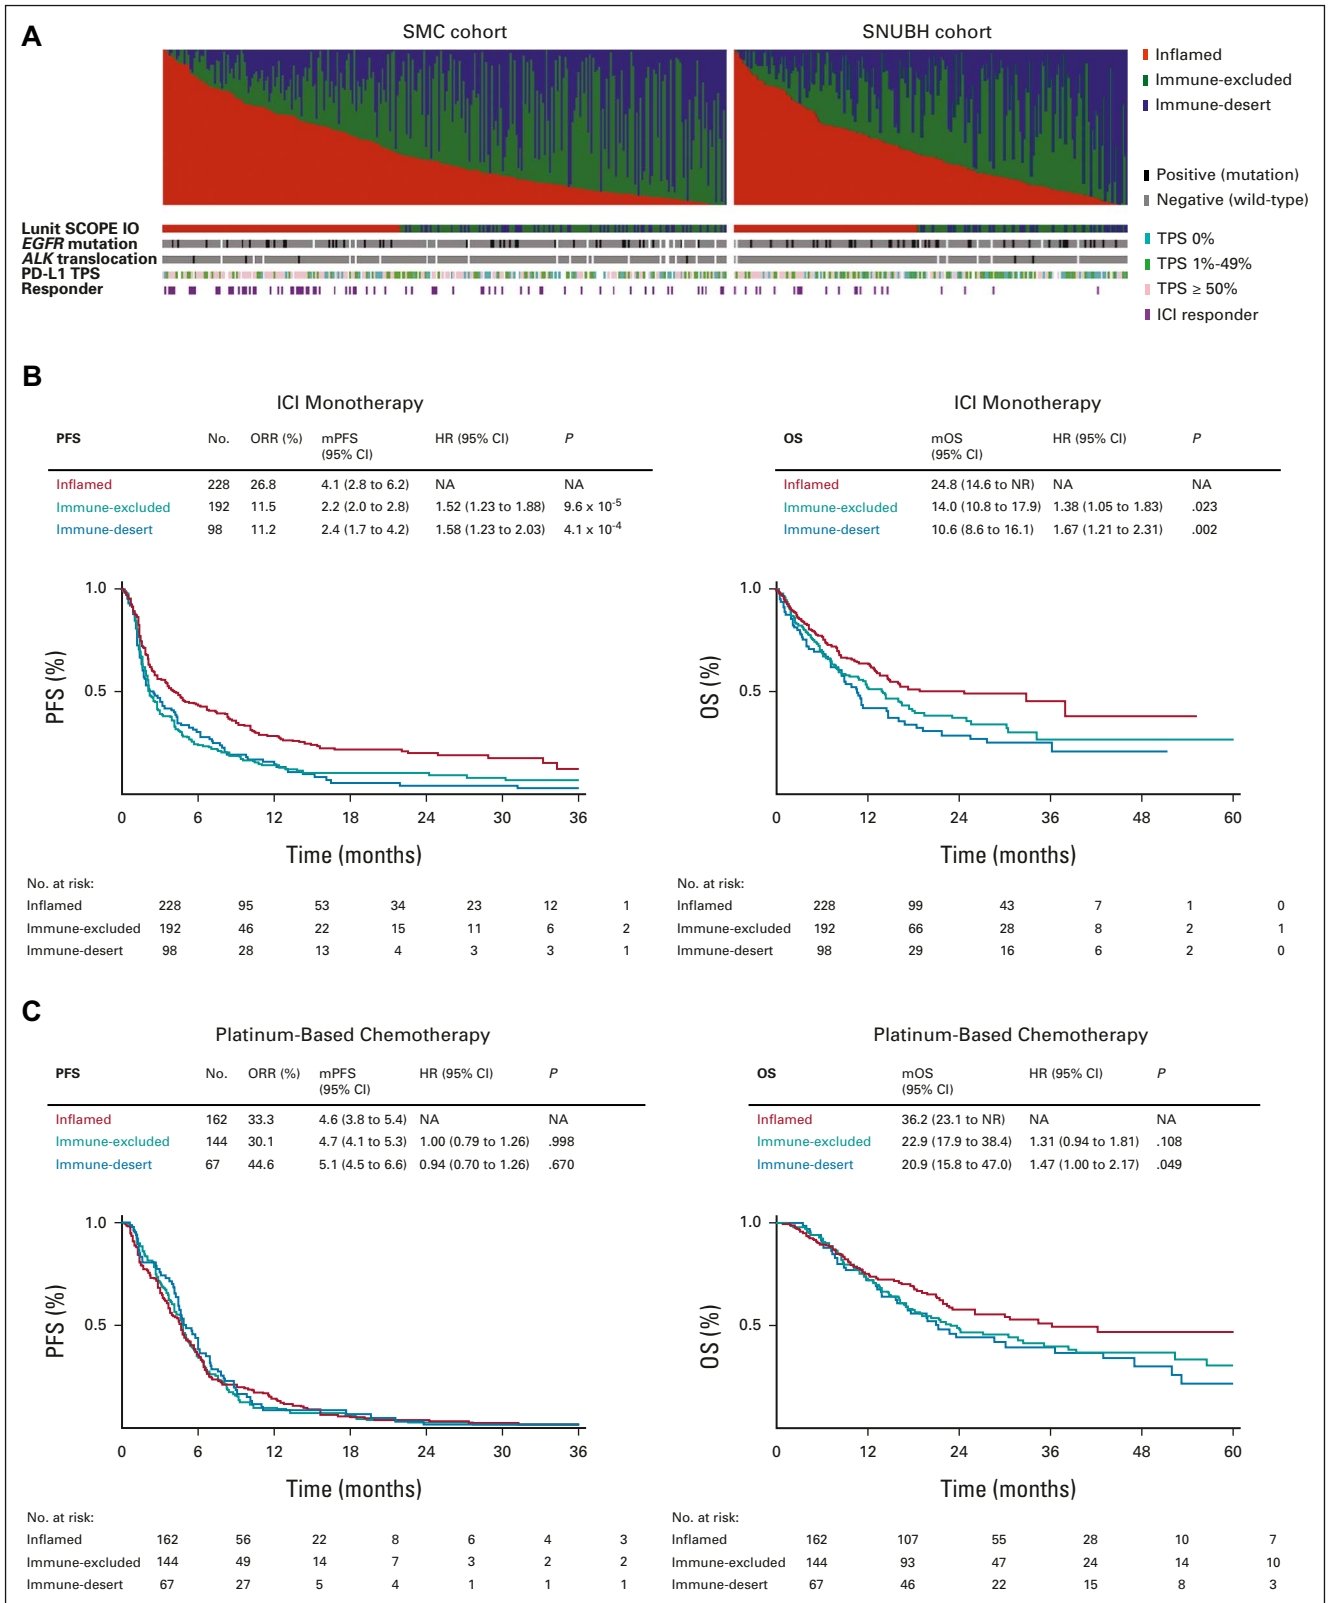 A
SMC cohort
SNUBH cohort
Inflamed
Immune-excluded
Immune-desert
Positive (mutation)
Negative (wild-type)
TPS 0%
TPS 1%-49%
TPS ≥ 50%
ICI responder
Lunit SCOPE IO
EGFR mutation
ALK translocation
PD-L1 TPS
Responder
B
ICI Monotherapy
PFS No. ORR (%) mPFS (95% CI) HR (95% CI) P
Inflamed 228 26.8 4.1 (2.8 to 6.2) NA NA
Immune-excluded 192 11.5 2.2 (2.0 to 2.8) 1.52 (1.23 to 1.88) 9.6 x 10-5
Immune-desert 98 11.2 2.4 (1.7 to 4.2) 1.58 (1.23 to 2.03) 4.1 x 10-4
PFS (%)
1.0
0.5
0 6 12 18 24 30 36
Time (months)
No. at risk:
Inflamed 228 95 53 34 23 12 1
Immune-excluded 192 46 22 15 11 6 2
Immune-desert 98 28 13 4 3 3 1
ICI Monotherapy
OS mOS (95% CI) HR (95% CI) P
Inflamed 24.8 (14.6 to NR) NA NA
Immune-excluded 14.0 (10.8 to 17.9) 1.38 (1.05 to 1.83) .023
Immune-desert 10.6 (8.6 to 16.1) 1.67 (1.21 to 2.31) .002
OS (%)
1.0
0.5
0 12 24 36 48 60
Time (months)
No. at risk:
Inflamed 228 99 43 7 1 0
Immune-excluded 192 66 28 8 2 1
Immune-desert 98 29 16 6 2 0
C
Platinum-Based Chemotherapy
PFS No. ORR (%) mPFS (95% CI) HR (95% CI) P
Inflamed 162 33.3 4.6 (3.8 to 5.4) NA NA
Immune-excluded 144 30.1 4.7 (4.1 to 5.3) 1.00 (0.79 to 1.26) .998
Immune-desert 67 44.6 5.1 (4.5 to 6.6) 0.94 (0.70 to 1.26) .670
PFS (%)
1.0
0.5
0 6 12 18 24 30 36
Time (months)
No. at risk:
Inflamed 162 56 22 8 6 4 3
Immune-excluded 144 49 14 7 3 2 2
Immune-desert 67 27 5 4 1 1 1
Platinum-Based Chemotherapy
OS mOS (95% CI) HR (95% CI) P
Inflamed 36.2 (23.1 to NR) NA NA
Immune-excluded 22.9 (17.9 to 38.4) 1.31 (0.94 to 1.81) .108
Immune-desert 20.9 (15.8 to 47.0) 1.47 (1.00 to 2.17) .049
OS (%)
1.0
0.5
0 12 24 36 48 60
Time (months)
No. at risk:
Inflamed 162 107 55 28 10 7
Immune-excluded 144 93 47 24 14 10
Immune-desert 67 46 22 15 8 3